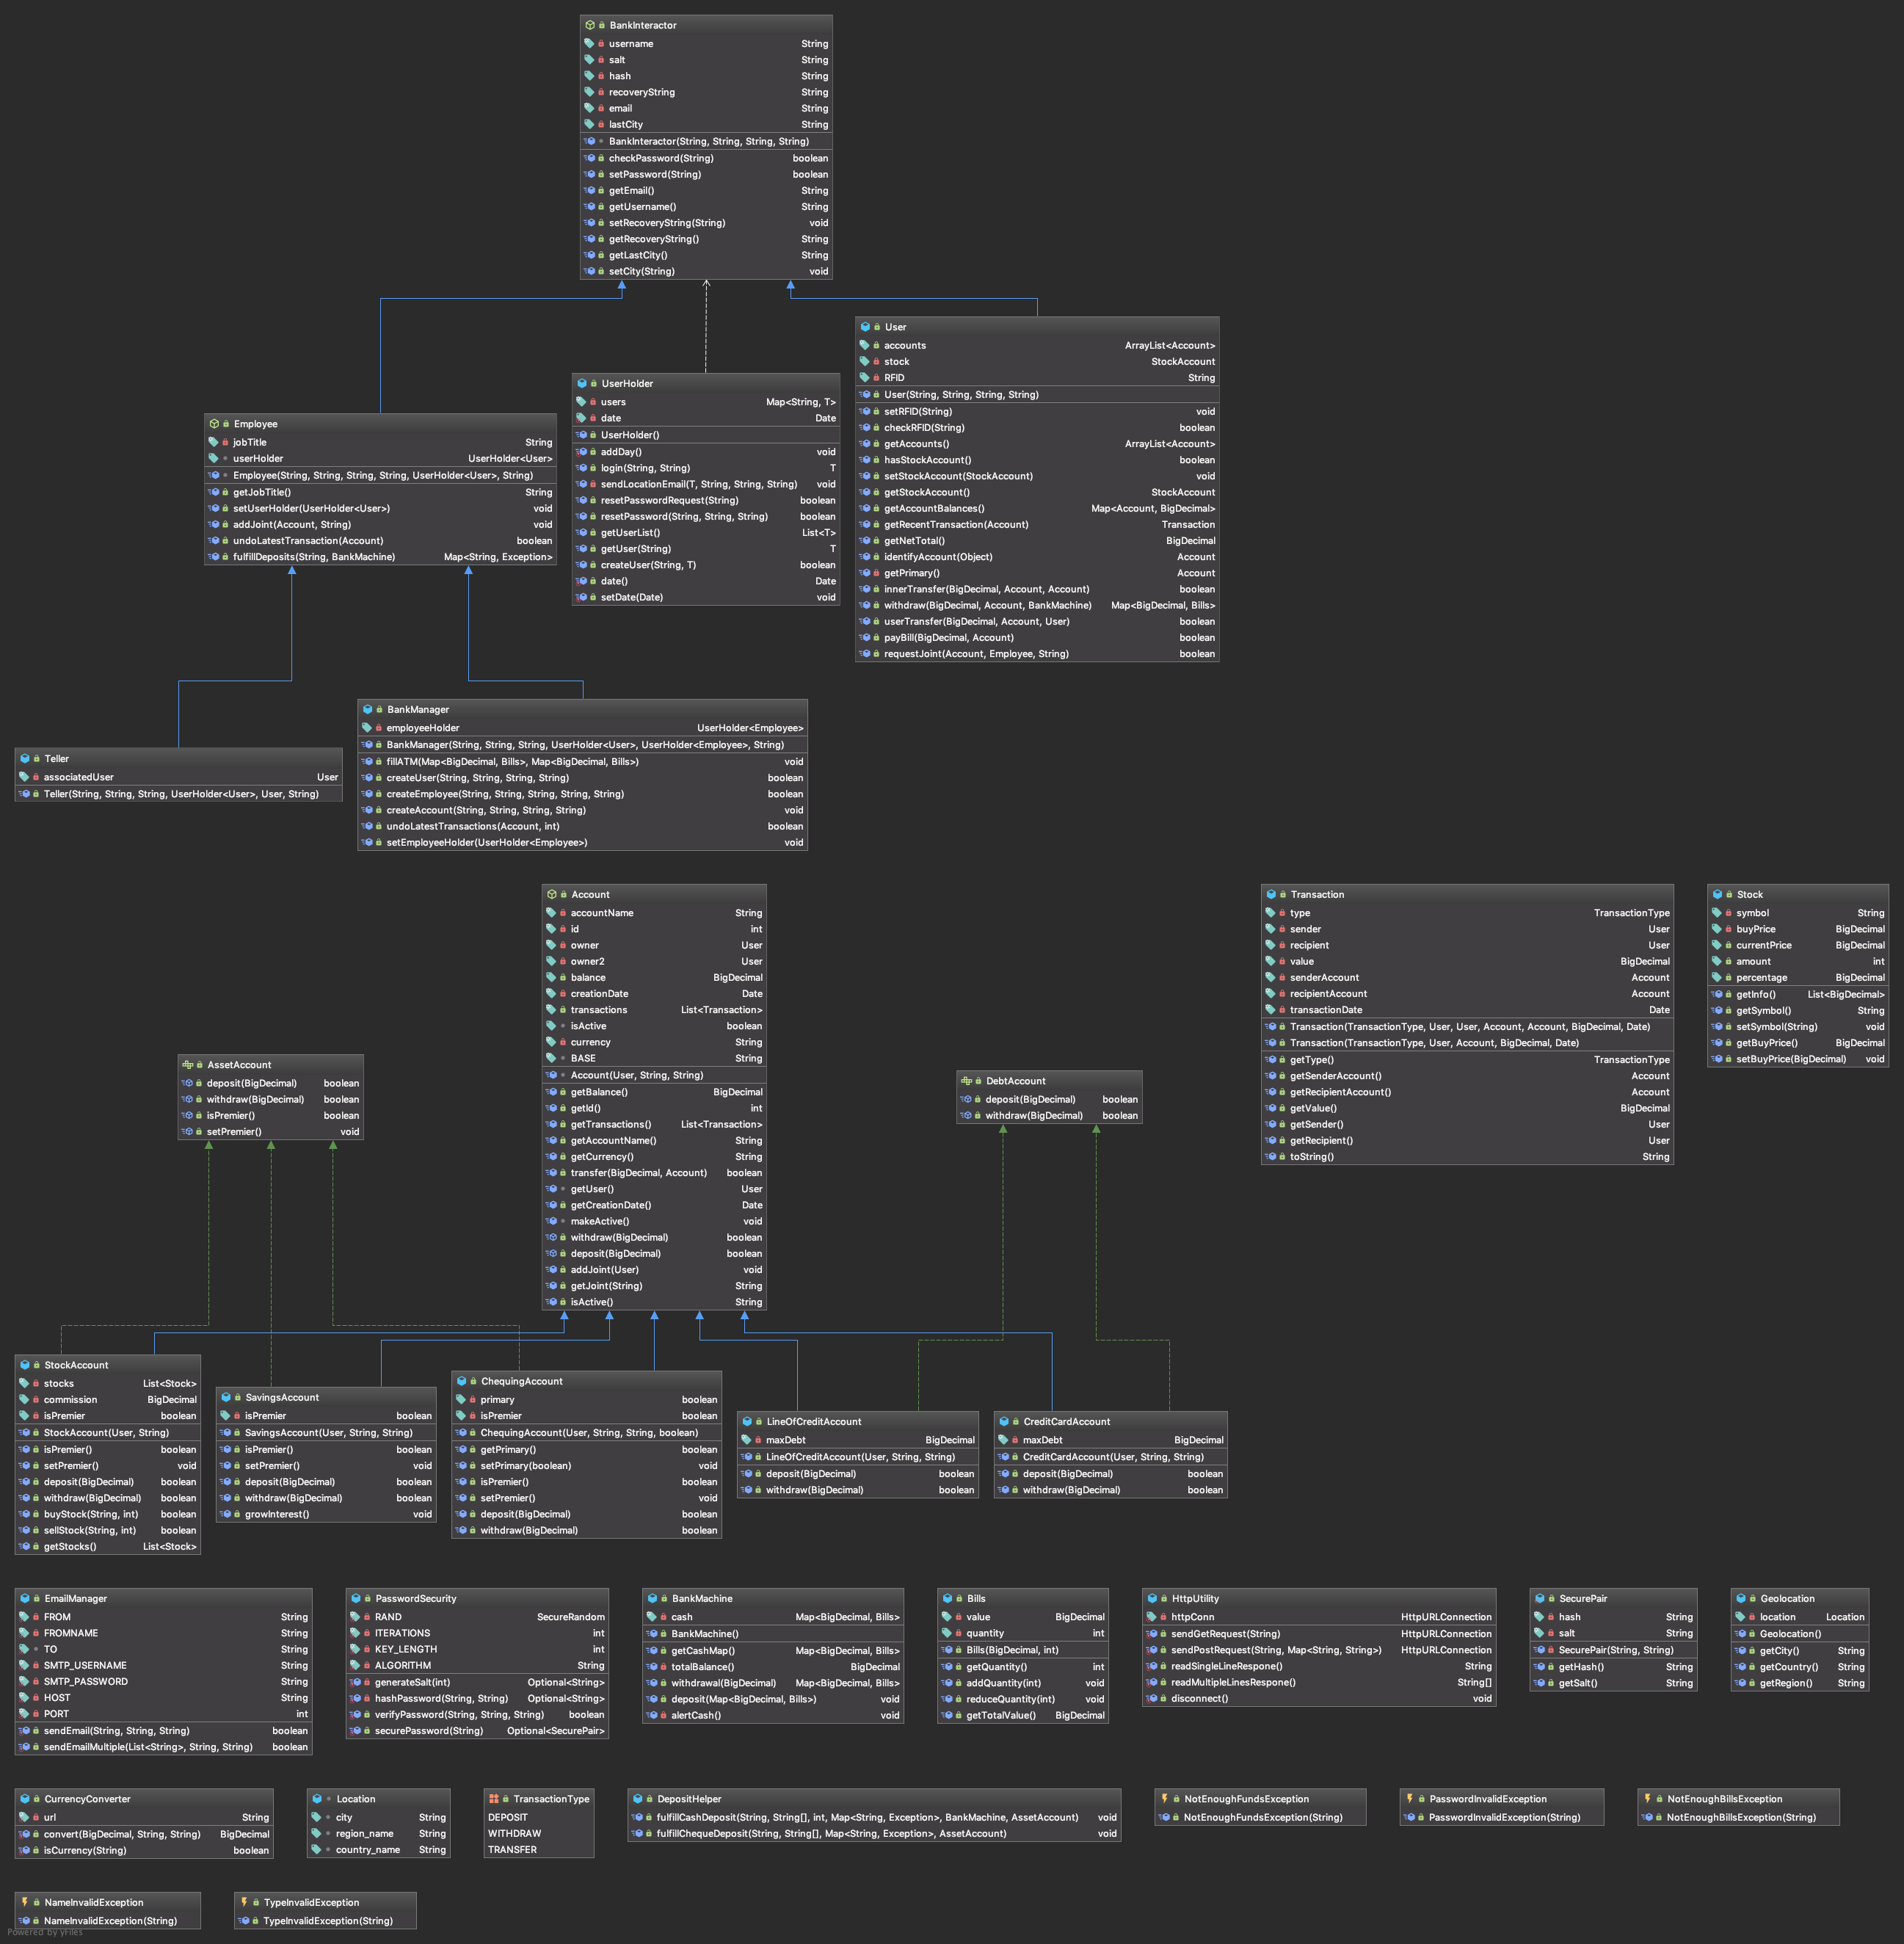 BankInteractor
username String
salt String
hash String
recoveryString String
email String
lastCity String
BankInteractor(String, String, String, String)
checkPassword(String) boolean
setPassword(String) boolean
getEmail() String
getUsername() String
setRecoveryString(String) void
getRecoveryString() String
getLastCity() String
setCity(String) void
User
accounts ArrayList<Account>
stock StockAccount
RFID String
User(String, String, String, String)
setRFID(String) void
checkRFID(String) boolean
getAccounts() ArrayList<Account>
hasStockAccount() boolean
setStockAccount(StockAccount) void
getStockAccount() StockAccount
getAccountBalances() Map<Account, BigDecimal>
getRecentTransaction(Account) Transaction
getNetTotal() BigDecimal
identifyAccount(Object) Account
getPrimary() Account
innerTransfer(BigDecimal, Account, Account) boolean
withdraw(BigDecimal, Account, BankMachine) Map<BigDecimal, Bills>
userTransfer(BigDecimal, Account, User) boolean
payBill(BigDecimal, Account) boolean
requestJoint(Account, Employee, String) boolean
UserHolder
users Map<String, T>
date Date
UserHolder()
addDay() void
login(String, String) T
sendLocationEmail(T, String, String, String) void
resetPasswordRequest(String) boolean
resetPassword(String, String, String) boolean
getUserList() List<T>
getUser(String) T
createUser(String, T) boolean
date() Date
setDate(Date) void
Employee
jobTitle String
userHolder UserHolder<User>
Employee(String, String, String, String, UserHolder<User>, String)
getJobTitle() String
setUserHolder(UserHolder<User>) void
addJoint(Account, String) void
undoLatestTransaction(Account) boolean
fulfillDeposits(String, BankMachine) Map<String, Exception>
BankManager
employeeHolder UserHolder<Employee>
BankManager(String, String, String, UserHolder<User>, UserHolder<Employee>, String)
fillATM(Map<BigDecimal, Bills>, Map<BigDecimal, Bills>) void
createUser(String, String, String, String) boolean
createEmployee(String, String, String, String, String) boolean
createAccount(String, String, String, String) void
undoLatestTransactions(Account, int) boolean
setEmployeeHolder(UserHolder<Employee>) void
Teller
associatedUser User
Teller(String, String, String, UserHolder<User>, User, String)
Account
accountName String
id int
owner User
owner2 User
balance BigDecimal
creationDate Date
transactions List<Transaction>
isActive boolean
currency String
BASE String
Account(User, String, String)
getBalance() BigDecimal
getId() int
getTransactions() List<Transaction>
getAccountName() String
getCurrency() String
transfer(BigDecimal, Account) boolean
getUser() User
getCreationDate() Date
makeActive() void
withdraw(BigDecimal) boolean
deposit(BigDecimal) boolean
addJoint(User) void
getJoint(String) String
isActive() String
Transaction
type TransactionType
sender User
recipient User
value BigDecimal
senderAccount Account
recipientAccount Account
transactionDate Date
Transaction(TransactionType, User, User, Account, Account, BigDecimal, Date)
Transaction(TransactionType, User, Account, BigDecimal, Date)
getType() TransactionType
getSenderAccount() Account
getRecipientAccount() Account
getValue() BigDecimal
getSender() User
getRecipient() User
toString() String
Stock
symbol String
buyPrice BigDecimal
currentPrice BigDecimal
amount int
percentage BigDecimal
getInfo() List<BigDecimal>
getSymbol() String
setSymbol(String) void
getBuyPrice() BigDecimal
setBuyPrice(BigDecimal) void
AssetAccount
deposit(BigDecimal) boolean
withdraw(BigDecimal) boolean
isPremier() boolean
setPremier() void
DebtAccount
deposit(BigDecimal) boolean
withdraw(BigDecimal) boolean
StockAccount
stocks List<Stock>
commission BigDecimal
isPremier boolean
StockAccount(User, String)
isPremier() boolean
setPremier() void
deposit(BigDecimal) boolean
withdraw(BigDecimal) boolean
buyStock(String, int) boolean
sellStock(String, int) boolean
getStocks() List<Stock>
SavingsAccount
isPremier boolean
SavingsAccount(User, String, String)
isPremier() boolean
setPremier() void
deposit(BigDecimal) boolean
withdraw(BigDecimal) boolean
growInterest() void
ChequingAccount
primary boolean
isPremier boolean
ChequingAccount(User, String, String, boolean)
getPrimary() boolean
setPrimary(boolean) void
isPremier() boolean
setPremier() void
deposit(BigDecimal) boolean
withdraw(BigDecimal) boolean
LineOfCreditAccount
maxDebt BigDecimal
LineOfCreditAccount(User, String, String)
deposit(BigDecimal) boolean
withdraw(BigDecimal) boolean
CreditCardAccount
maxDebt BigDecimal
CreditCardAccount(User, String, String)
deposit(BigDecimal) boolean
withdraw(BigDecimal) boolean
EmailManager
FROM String
FROMNAME String
TO String
SMTP_USERNAME String
SMTP_PASSWORD String
HOST String
PORT int
sendEmail(String, String, String) boolean
sendEmailMultiple(List<String>, String, String) boolean
PasswordSecurity
RAND SecureRandom
ITERATIONS int
KEY_LENGTH int
ALGORITHM String
generateSalt(int) Optional<String>
hashPassword(String, String) Optional<String>
verifyPassword(String, String, String) boolean
securePassword(String) Optional<SecurePair>
BankMachine
cash Map<BigDecimal, Bills>
BankMachine()
getCashMap() Map<BigDecimal, Bills>
totalBalance() BigDecimal
withdrawal(BigDecimal) Map<BigDecimal, Bills>
deposit(Map<BigDecimal, Bills>) void
alertCash() void
Bills
value BigDecimal
quantity int
Bills(BigDecimal, int)
getQuantity() int
addQuantity(int) void
reduceQuantity(int) void
getTotalValue() BigDecimal
HttpUtility
httpConn HttpURLConnection
sendGetRequest(String) HttpURLConnection
sendPostRequest(String, Map<String, String>) HttpURLConnection
readSingleLineRespone() String
readMultipleLinesRespone() String[]
disconnect() void
SecurePair
hash String
salt String
SecurePair(String, String)
getHash() String
getSalt() String
Geolocation
location Location
Geolocation()
getCity() String
getCountry() String
getRegion() String
CurrencyConverter
url String
convert(BigDecimal, String, String) BigDecimal
isCurrency(String) boolean
Location
city String
region_name String
country_name String
TransactionType
DEPOSIT
WITHDRAW
TRANSFER
DepositHelper
fulfillCashDeposit(String, String[], int, Map<String, Exception>, BankMachine, AssetAccount) void
fulfillChequeDeposit(String, String[], Map<String, Exception>, AssetAccount) void
NotEnoughFundsException
NotEnoughFundsException(String)
PasswordInvalidException
PasswordInvalidException(String)
NotEnoughBillsException
NotEnoughBillsException(String)
NameInvalidException
NameInvalidException(String)
TypeInvalidException
TypeInvalidException(String)
Powered by yFiles